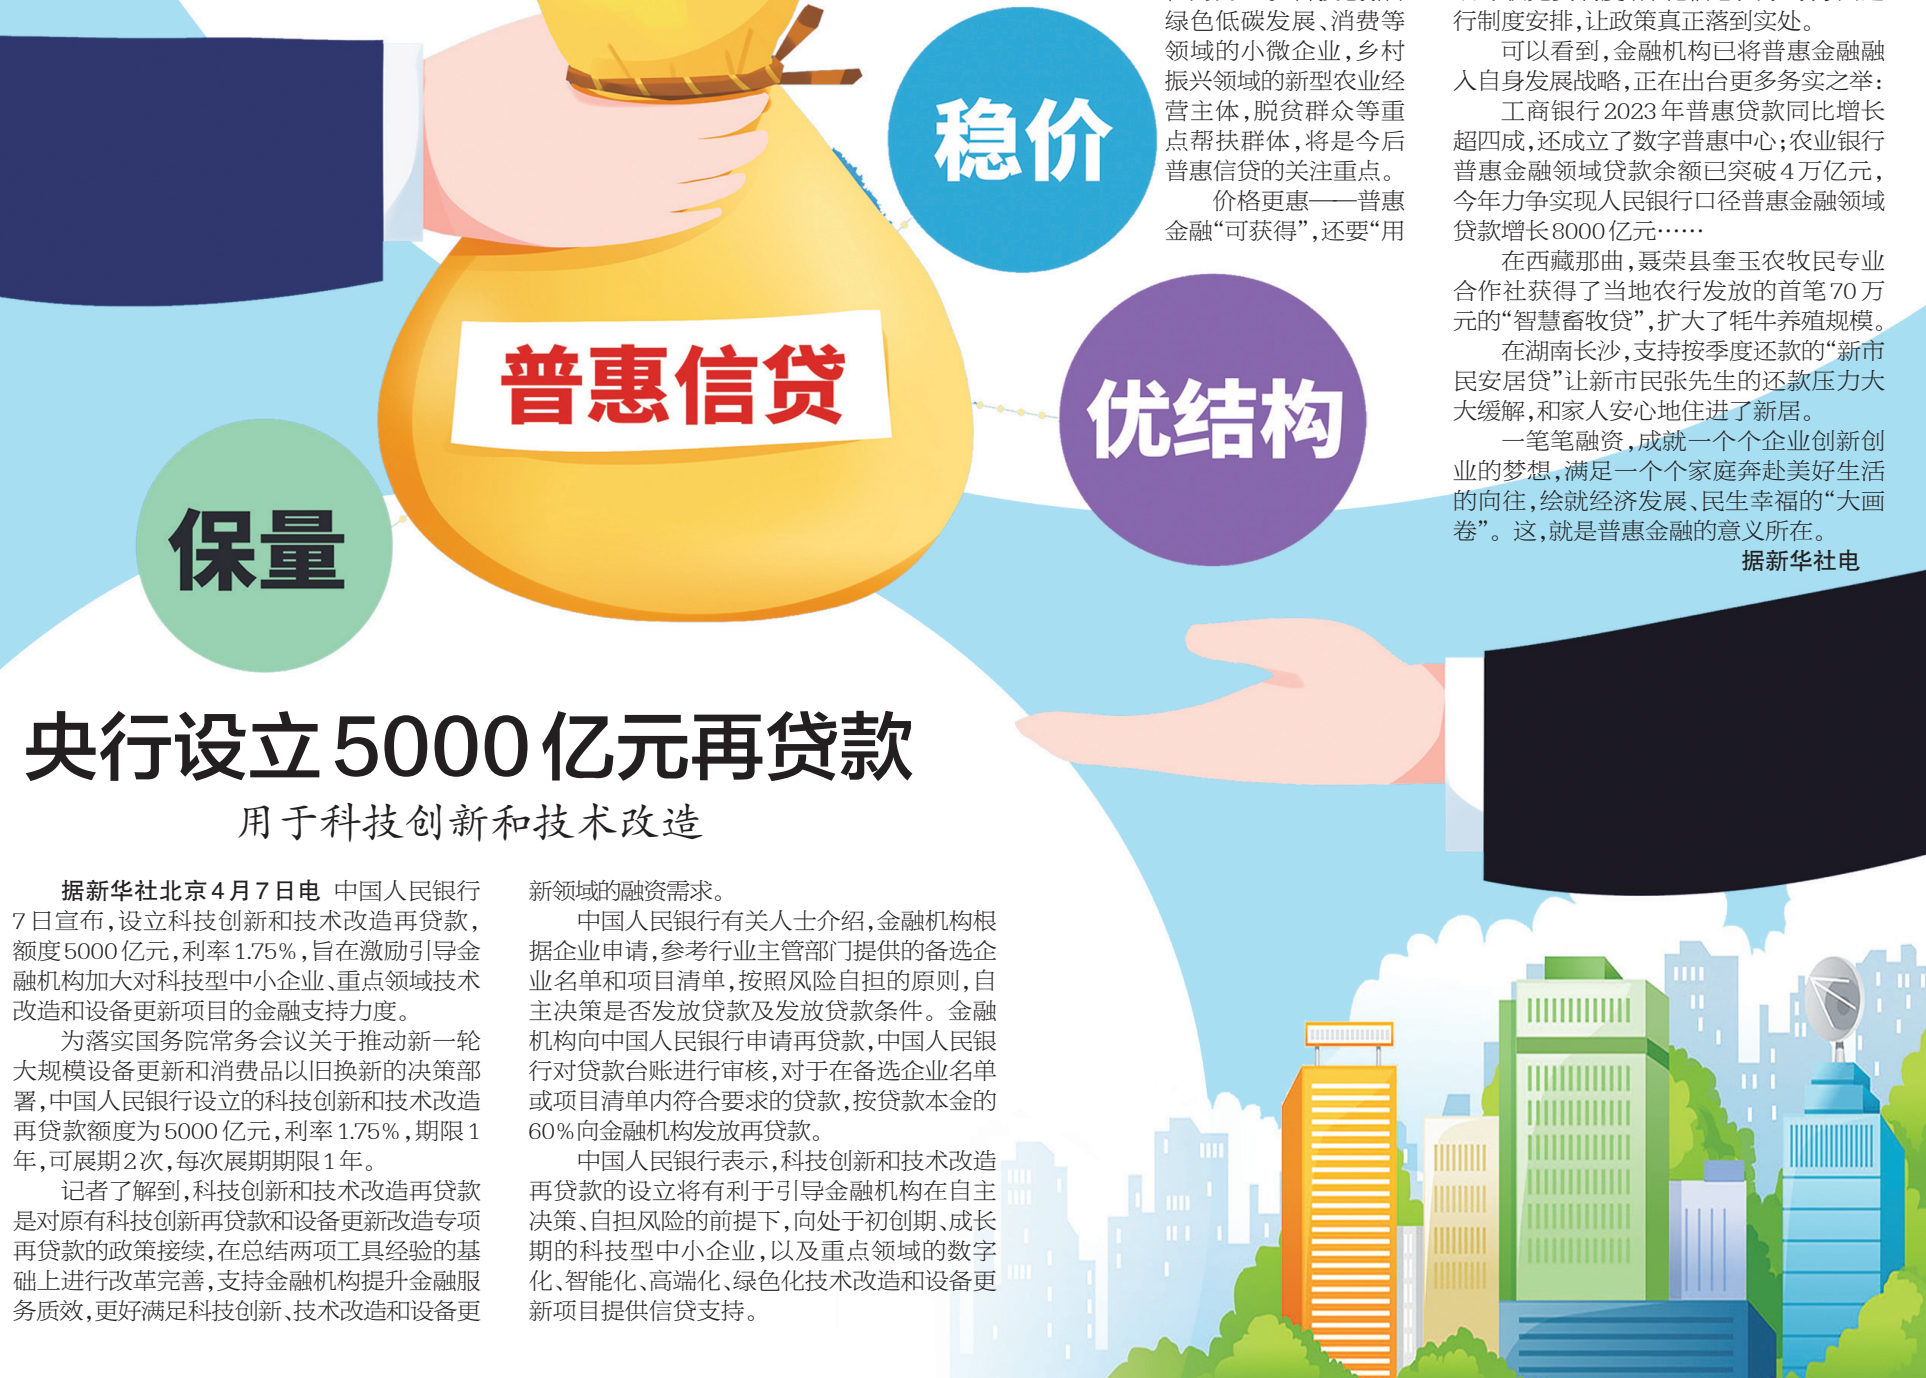 绿色低碳发展、消费等
领域的小微企业，乡村
振兴领域的新型农业经
营主体，脱贫群众等重
点帮扶群体，将是今后
普惠信贷的关注重点。
价格更惠——普惠
金融“可获得”，还要“用
行制度安排，让政策真正落到实处。
可以看到，金融机构已将普惠金融融
入自身发展战略，正在出台更多务实之举：
工商银行2023年普惠贷款同比增长
超四成，还成立了数字普惠中心；农业银行
普惠金融领域贷款余额已突破4万亿元，
今年力争实现人民银行口径普惠金融领域
贷款增长8000亿元……
在西藏那曲，聂荣县奎玉农牧民专业
合作社获得了当地农行发放的首笔70万
元的“智慧畜牧贷”，扩大了牦牛养殖规模。
在湖南长沙，支持按季度还款的“新市
民安居贷”让新市民张先生的还款压力大
大缓解，和家人安心地住进了新居。
一笔笔融资，成就一个个企业创新创
业的梦想，满足一个个家庭奔赴美好生活
的向往，绘就经济发展、民生幸福的“大画
卷”。这，就是普惠金融的意义所在。
据新华社电
稳价
普惠信贷
优结构
保量
央行设立5000亿元再贷款
用于科技创新和技术改造
据新华社北京4月7日电 中国人民银行
7日宣布，设立科技创新和技术改造再贷款，
额度5000亿元，利率1.75%，旨在激励引导金
融机构加大对科技型中小企业、重点领域技术
改造和设备更新项目的金融支持力度。
为落实国务院常务会议关于推动新一轮
大规模设备更新和消费品以旧换新的决策部
署，中国人民银行设立的科技创新和技术改造
再贷款额度为5000亿元，利率1.75%，期限1
年，可展期2次，每次展期期限1年。
记者了解到，科技创新和技术改造再贷款
是对原有科技创新再贷款和设备更新改造专项
再贷款的政策接续，在总结两项工具经验的基
础上进行改革完善，支持金融机构提升金融服
务质效，更好满足科技创新、技术改造和设备更
新领域的融资需求。
中国人民银行有关人士介绍，金融机构根
据企业申请，参考行业主管部门提供的备选企
业名单和项目清单，按照风险自担的原则，自
主决策是否发放贷款及发放贷款条件。金融
机构向中国人民银行申请再贷款，中国人民银
行对贷款台账进行审核，对于在备选企业名单
或项目清单内符合要求的贷款，按贷款本金的
60%向金融机构发放再贷款。
中国人民银行表示，科技创新和技术改造
再贷款的设立将有利于引导金融机构在自主
决策、自担风险的前提下，向处于初创期、成长
期的科技型中小企业，以及重点领域的数字
化、智能化、高端化、绿色化技术改造和设备更
新项目提供信贷支持。